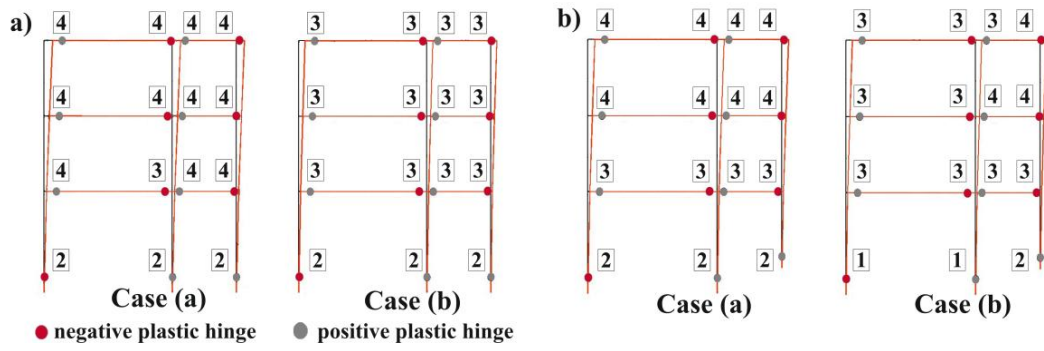 a) 4 4 4 4 3 3 3 3 b) 4 4 4 4 3 3 3 4
4 4 4 4 3 3 3 3 4 4 4 4 3 3 4 4
4 3 4 4 3 3 3 3 3 3 3 3 3 3 3 3
2 2 2 2 2 2 2 2 2 1 1 2
Case (a) Case (b) Case (a) Case (b)
negative plastic hinge positive plastic hinge